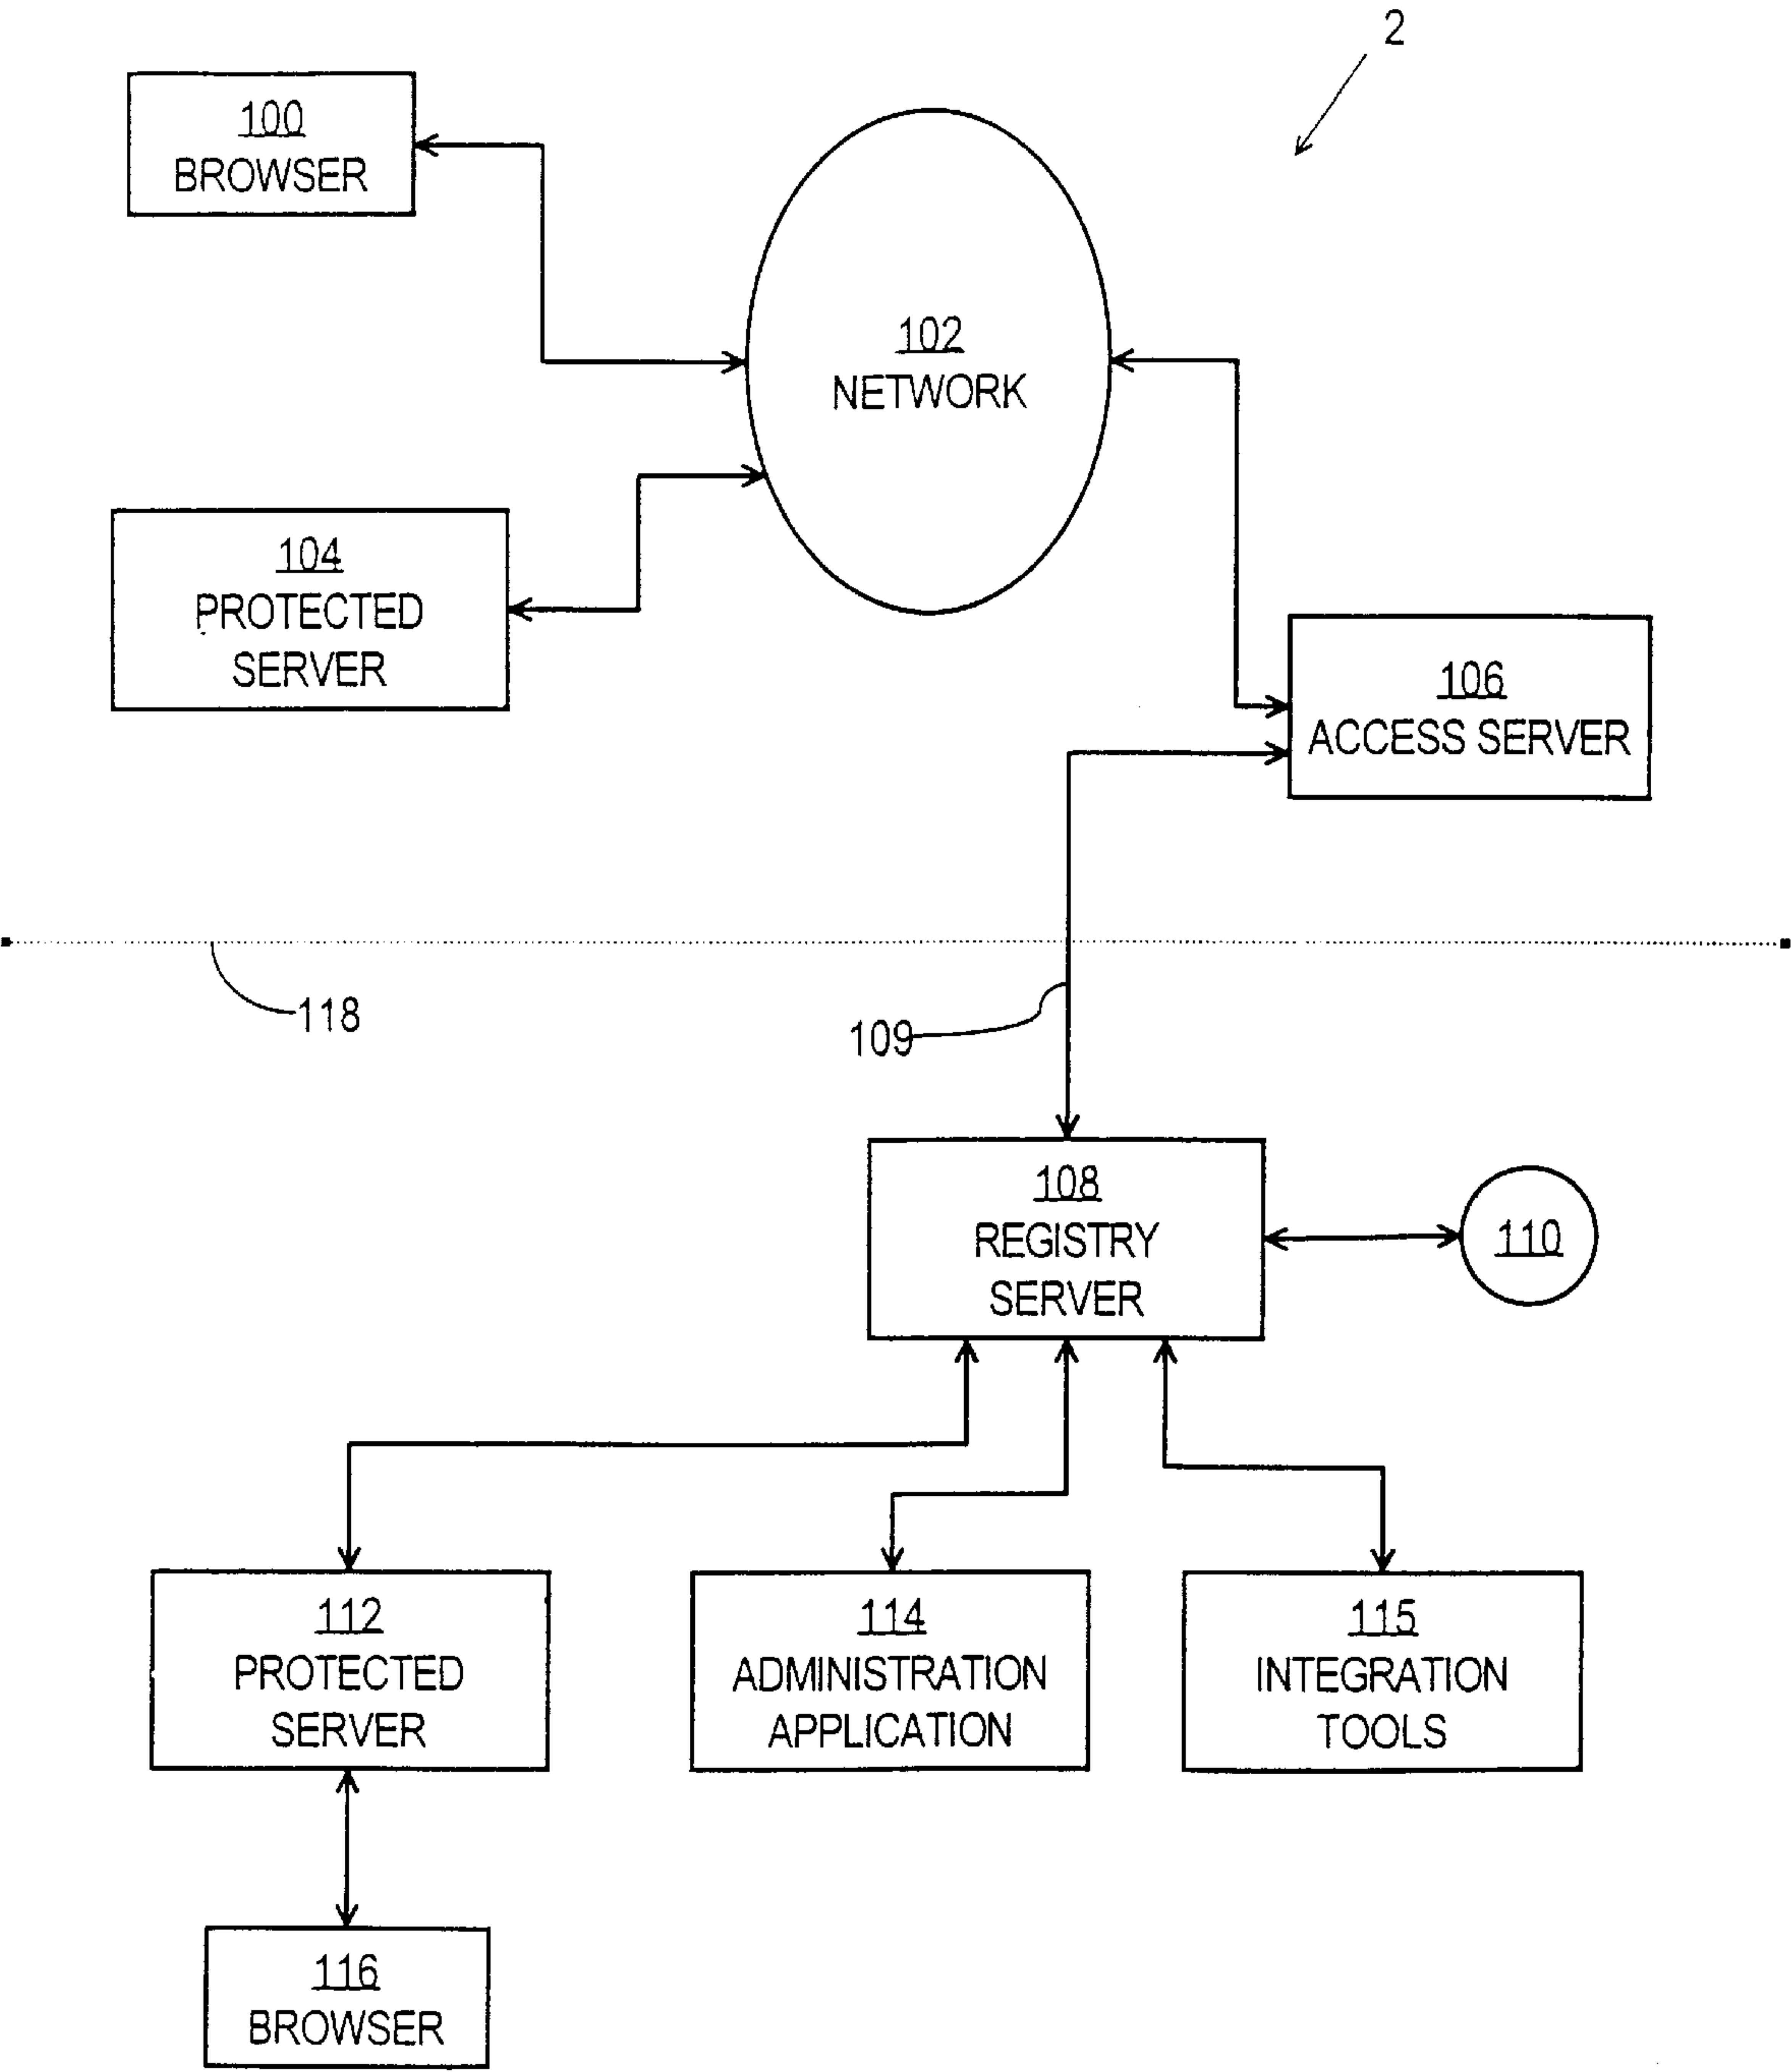 2
100
BROWSER
102
NETWORK
104
PROTECTED
SERVER
106
ACCESS SERVER
118
109
108
REGISTRY
SERVER
110
112
PROTECTED
SERVER
114
ADMINISTRATION
APPLICATION
115
INTEGRATION
TOOLS
116
BROWSER